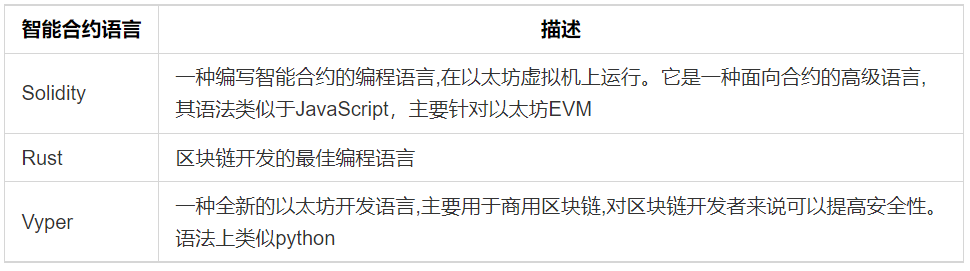 智能合约语言 描述
Solidity
一种编写智能合约的编程语言,在以太坊虚拟机上运行。它是一种面向合约的高级语言,
其语法类似于JavaScript，主要针对以太坊EVM
Rust 区块链开发的最佳编程语言
Vyper
一种全新的以太坊开发语言,主要用于商用区块链,对区块链开发者来说可以提高安全性。
语法上类似python